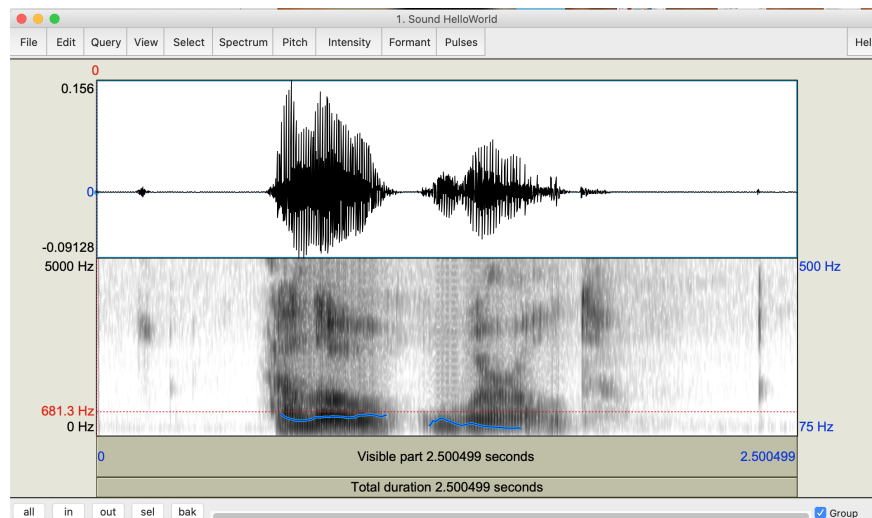 1. Sound HelloWorld
File Edit Query View Select Spectrum Pitch Intensity Formant Pulses Hel
0
0.156
0
-0.09128
5000 Hz 500 Hz
681.3 Hz
0 Hz 75 Hz
0 Visible part 2.500499 seconds 2.500499
Total duration 2.500499 seconds
all in out sel bak Group